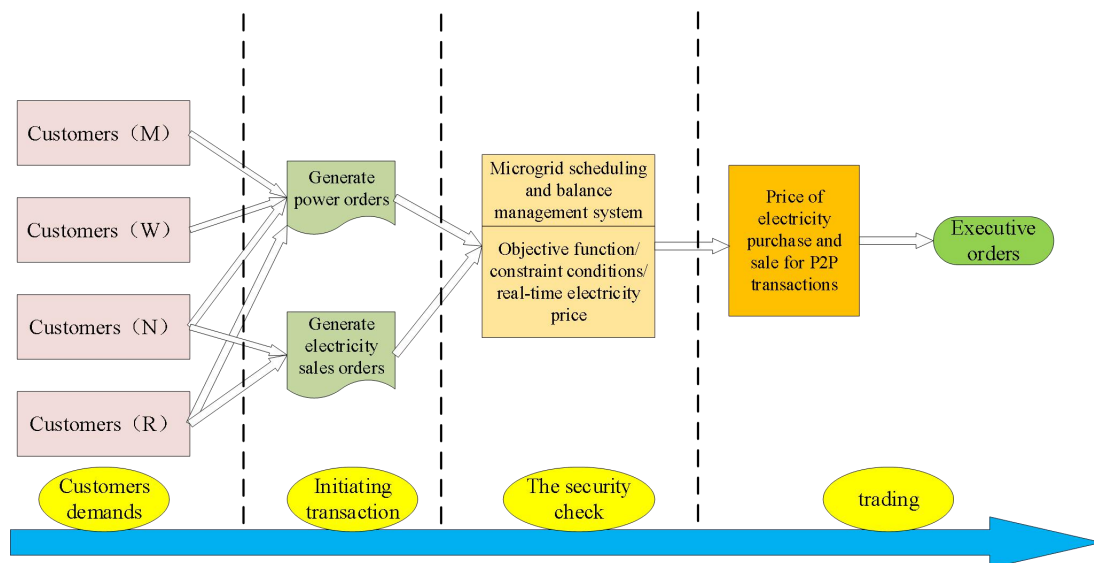 Customers（M）
Customers（W）
Customers（N）
Customers（R）
Generate
power orders
Generate
electricity
sales orders
Microgrid scheduling
and balance
management system
Objective function/
constraint conditions/
real-time electricity
price
Price of
electricity
purchase and
sale for P2P
transactions
Executive
orders
Customers
demands
Initiating
transaction
The security
check
trading